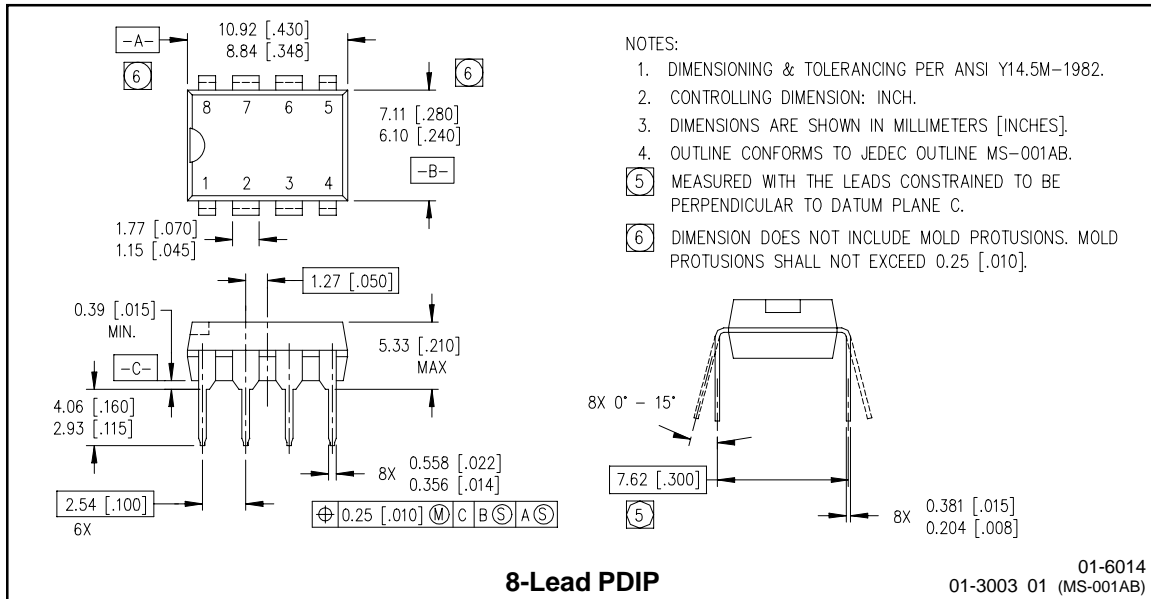 -A-
10.92 [.430]
8.84 [.348]
6
6
8 7 6 5
1 2 3 4
7.11 [.280]
6.10 [.240]
-B-
1.77 [.070]
1.15 [.045]
1.27 [.050]
0.39 [.015]
MIN.
-C-
5.33 [.210]
MAX
4.06 [.160]
2.93 [.115]
8X 0.558 [.022]
0.356 [.014]
2.54 [.100]
6X
⌖ 0.25 [.010] Ⓜ C B Ⓢ A Ⓢ
NOTES:
1. DIMENSIONING & TOLERANCING PER ANSI Y14.5M-1982.
2. CONTROLLING DIMENSION: INCH.
3. DIMENSIONS ARE SHOWN IN MILLIMETERS [INCHES].
4. OUTLINE CONFORMS TO JEDEC OUTLINE MS-001AB.
5 MEASURED WITH THE LEADS CONSTRAINED TO BE
PERPENDICULAR TO DATUM PLANE C.
6 DIMENSION DOES NOT INCLUDE MOLD PROTUSIONS. MOLD
PROTUSIONS SHALL NOT EXCEED 0.25 [.010].
8X 0° - 15°
7.62 [.300]
5
8X 0.381 [.015]
0.204 [.008]
8-Lead PDIP
01-6014
01-3003 01 (MS-001AB)